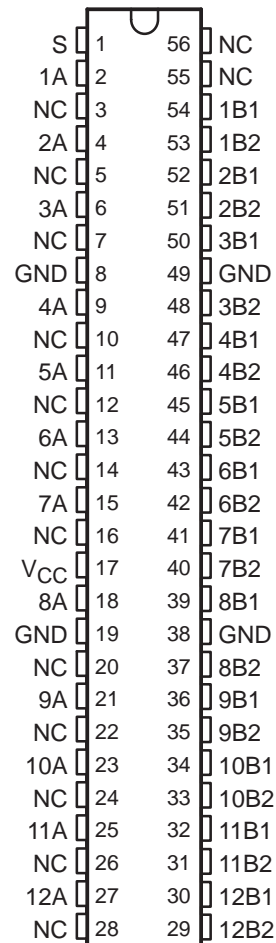 S 1 56 NC
1A 2 55 NC
NC 3 54 1B1
2A 4 53 1B2
NC 5 52 2B1
3A 6 51 2B2
NC 7 50 3B1
GND 8 49 GND
4A 9 48 3B2
NC 10 47 4B1
5A 11 46 4B2
NC 12 45 5B1
6A 13 44 5B2
NC 14 43 6B1
7A 15 42 6B2
NC 16 41 7B1
VCC 17 40 7B2
8A 18 39 8B1
GND 19 38 GND
NC 20 37 8B2
9A 21 36 9B1
NC 22 35 9B2
10A 23 34 10B1
NC 24 33 10B2
11A 25 32 11B1
NC 26 31 11B2
12A 27 30 12B1
NC 28 29 12B2